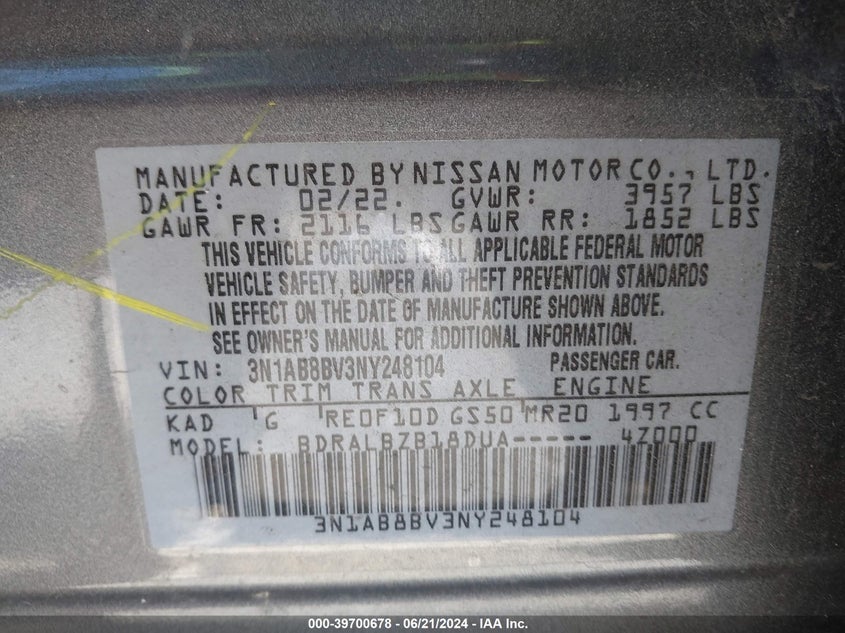 MANUFACTURED BY NISSAN MOTOR CO., LTD.
DATE: 02/22. GVWR: 3957 LBS
GAWR FR: 2116 LBS GAWR RR: 1852 LBS
THIS VEHICLE CONFORMS TO ALL APPLICABLE FEDERAL MOTOR
VEHICLE SAFETY, BUMPER AND THEFT PREVENTION STANDARDS
IN EFFECT ON THE DATE OF MANUFACTURE SHOWN ABOVE.
SEE OWNER'S MANUAL FOR ADDITIONAL INFORMATION.
VIN: 3N1AB8BV3NY248104 PASSENGER CAR.
COLOR TRIM TRANS AXLE ENGINE
KAD G RE0F10D GS50 MR20 1997 CC
MODEL: BDRALBZB18DUA----- 4Z000
3N1AB8BV3NY248104
000-39700678 - 06/21/2024 - IAA Inc.